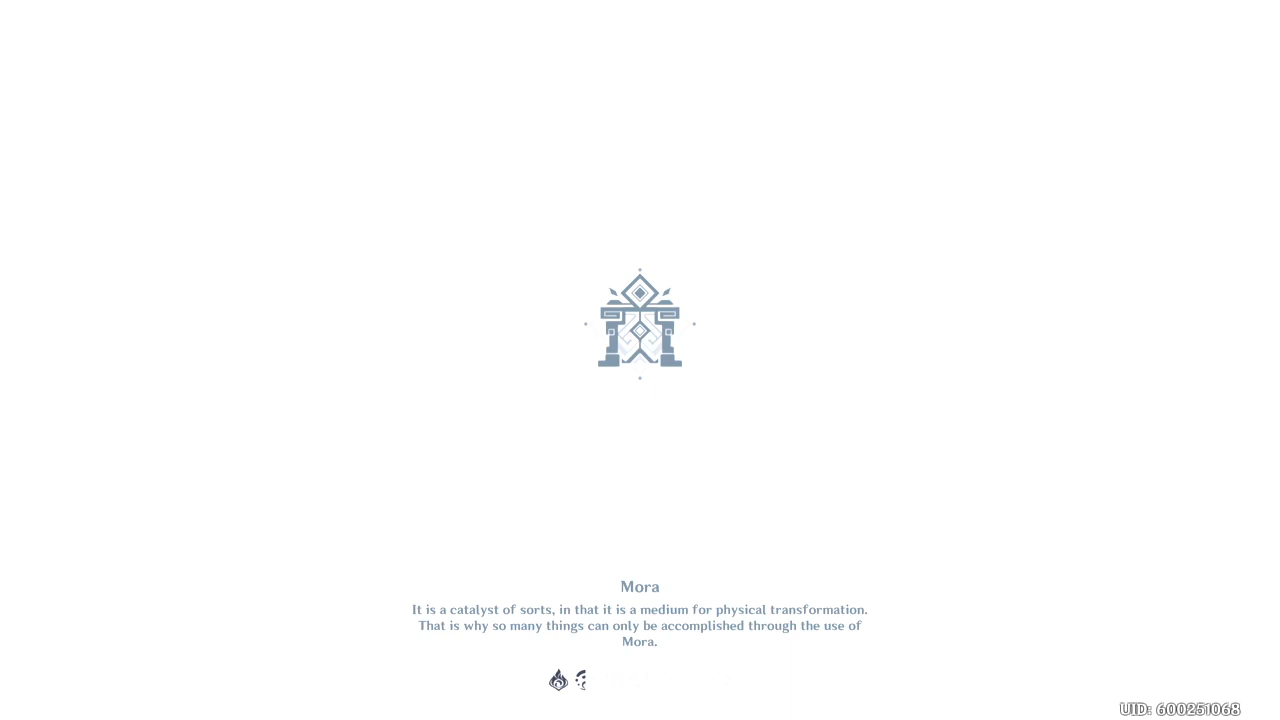 Mora
It is a catalyst of sorts, in that it is a medium for physical transformation.
That is why so many things can only be accomplished through the use of
Mora.
UID: 600251068